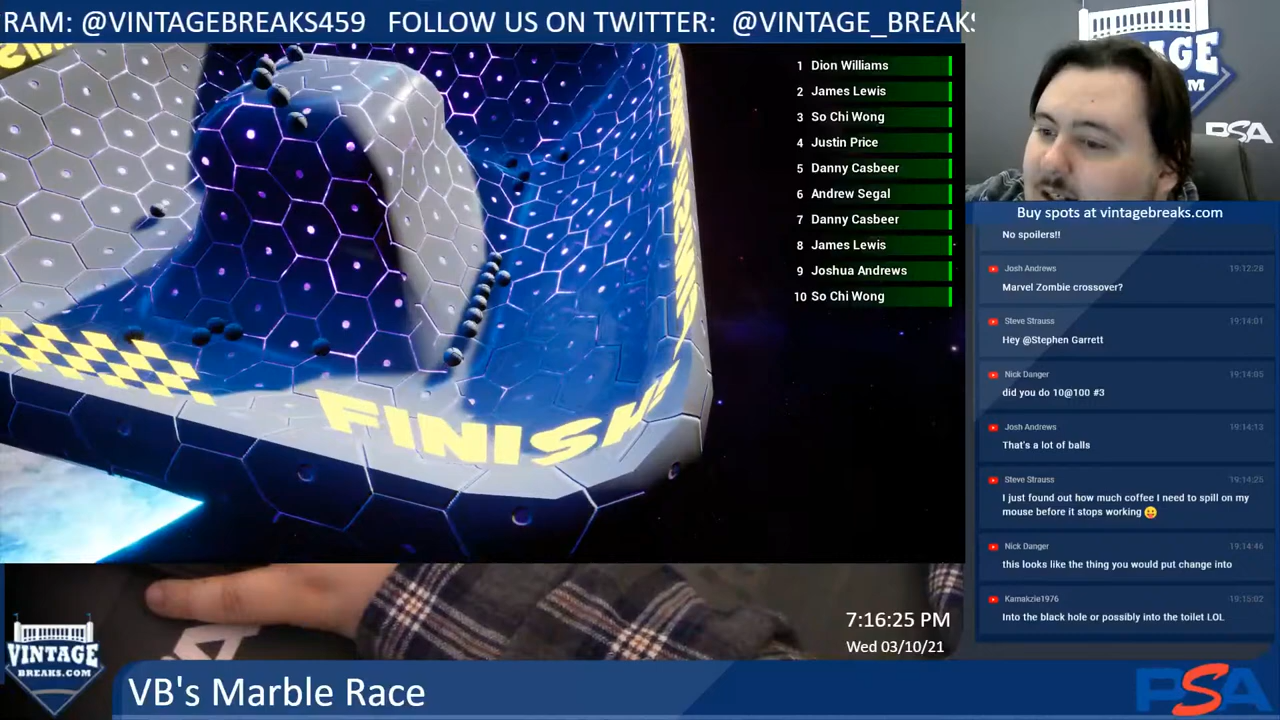 RAM: @VINTAGEBREAKS459 FOLLOW US ON TWITTER: @VINTAGE_BREAKS
1 Dion Williams
2 James Lewis
3 So Chi Wong
4 Justin Price
5 Danny Casbeer
6 Andrew Segal
7 Danny Casbeer
8 James Lewis
9 Joshua Andrews
10 So Chi Wong
FINISH
PSA
Buy spots at vintagebreaks.com
No spoilers!!
Josh Andrews 19:12:28
Marvel Zombie crossover?
Steve Strauss 19:14:01
Hey @Stephen Garrett
Nick Danger 19:14:05
did you do 10@100 #3
Josh Andrews 19:14:13
That's a lot of balls
Steve Strauss 19:14:25
I just found out how much coffee I need to spill on my
mouse before it stops working 😛
Nick Danger 19:14:46
this looks like the thing you would put change into
Kamakzie1976 19:15:02
Into the black hole or possibly into the toilet LOL
7:16:25 PM
Wed 03/10/21
VINTAGE
BREAKS.COM
VB's Marble Race
PSA